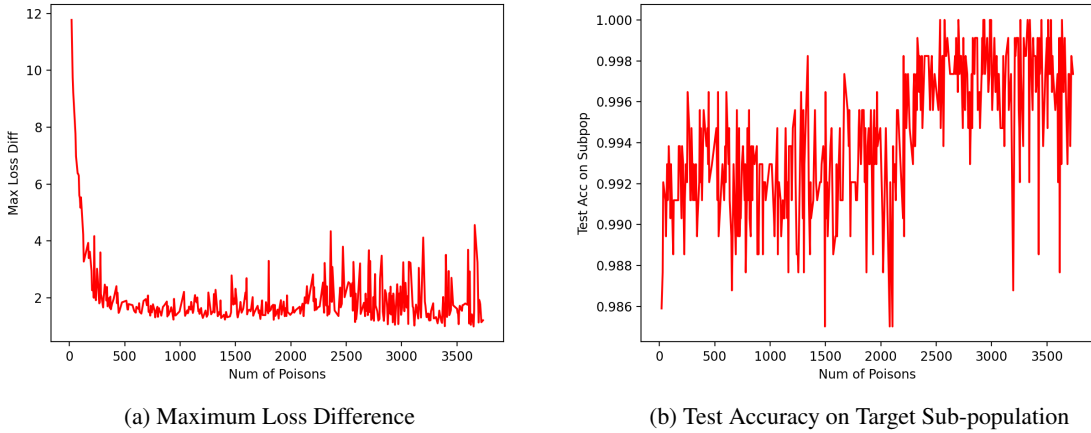 12
10
8
6
4
2
Max Loss Diff
0 500 1000 1500 2000 2500 3000 3500
Num of Poisons
(a) Maximum Loss Difference
1.000
0.998
0.996
0.994
0.992
0.990
0.988
0.986
Test Acc on Subpop
0 500 1000 1500 2000 2500 3000 3500
Num of Poisons
(b) Test Accuracy on Target Sub-population